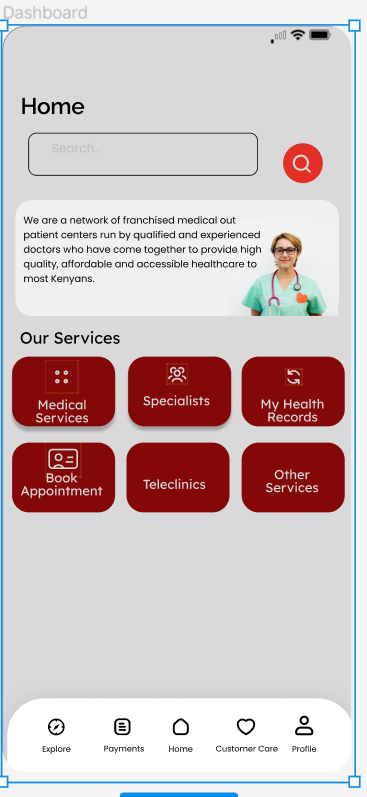 Dashboard
Home
Search..
We are a network of franchised medical out
patient centers run by qualified and experienced
doctors who have come together to provide high
quality, affordable and accessible healthcare to
most Kenyans.
Our Services
Medical
Services
Specialists
My Health
Records
Book
Appointment
Teleclinics
Other
Services
Explore
Payments
Home
Customer Care
Profile